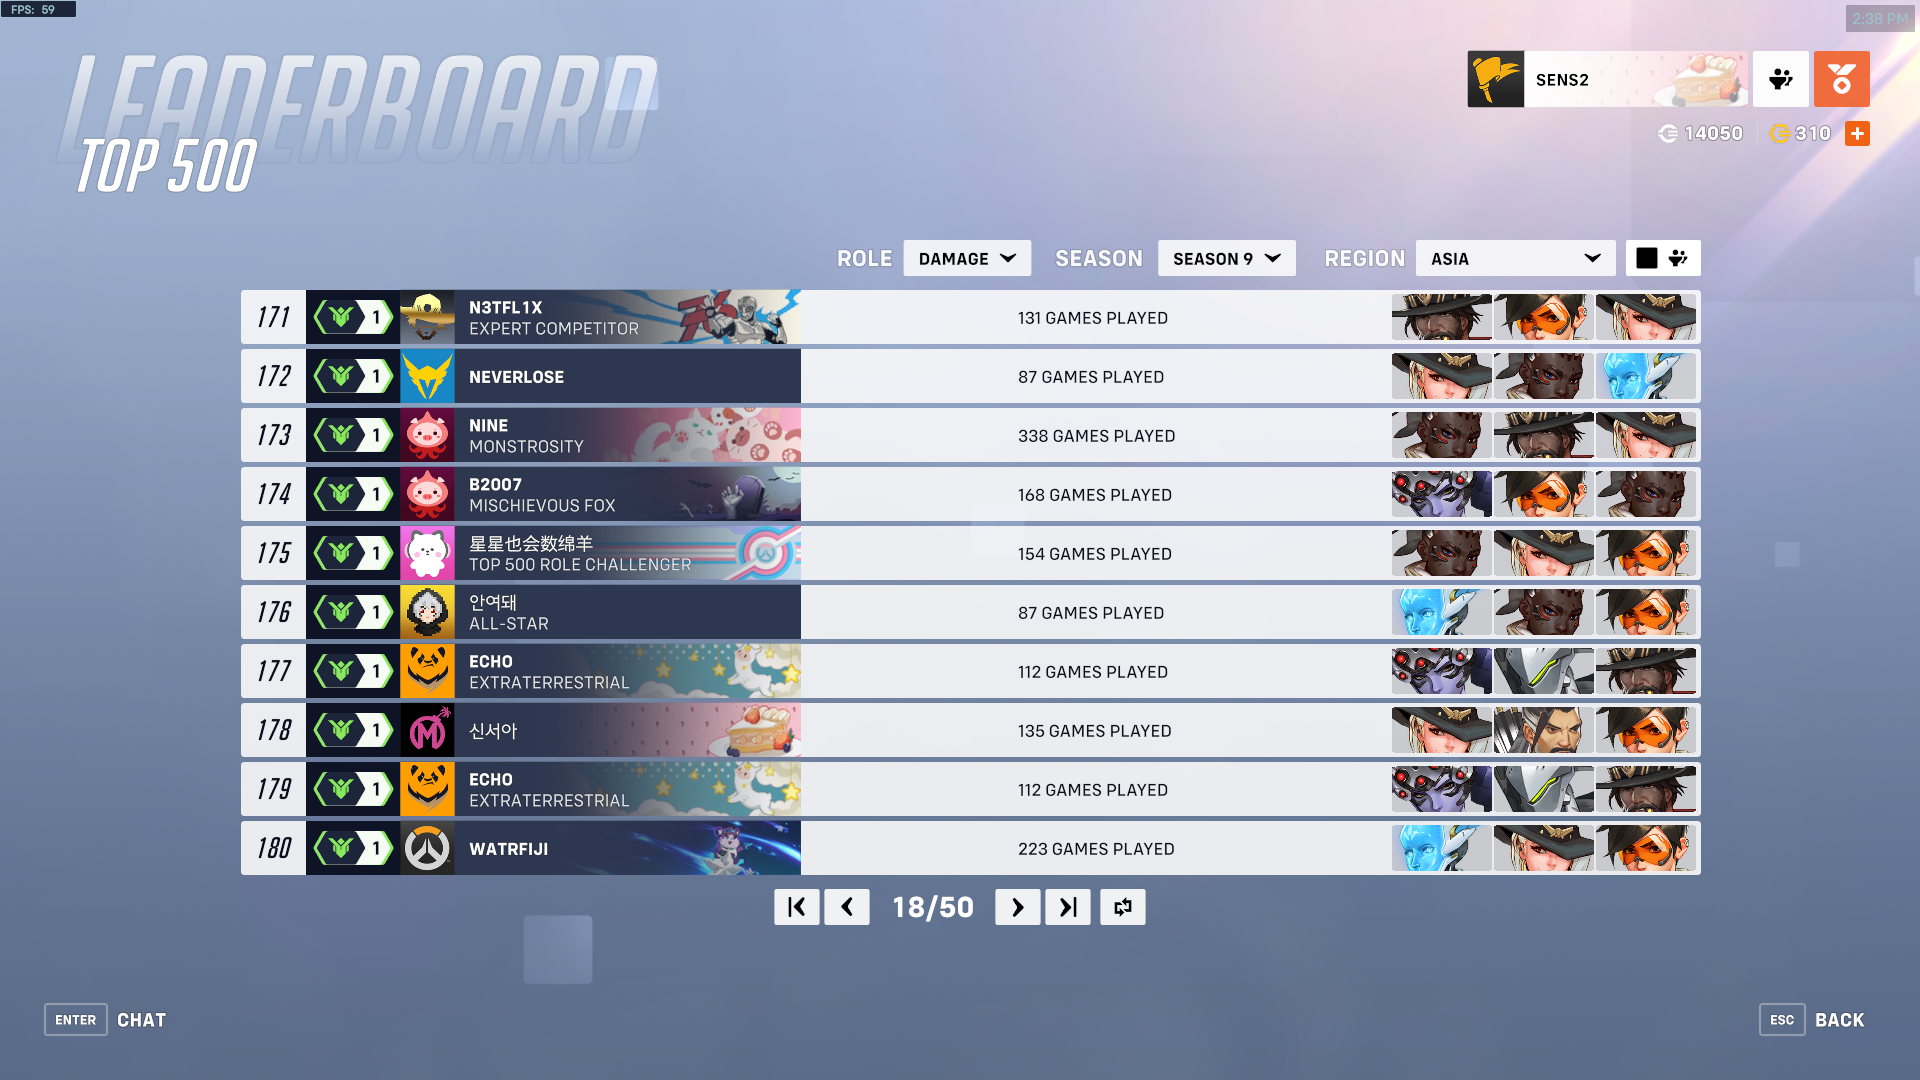 FPS: 59
2:38 PM
LEADERBOARD
TOP 500
SENS2
14050
310
ROLE DAMAGE SEASON SEASON 9 REGION ASIA
171 1 N3TFL1X 131 GAMES PLAYED
EXPERT COMPETITOR
172 1 NEVERLOSE 87 GAMES PLAYED
173 1 NINE 338 GAMES PLAYED
MONSTROSITY
174 1 B2007 168 GAMES PLAYED
MISCHIEVOUS FOX
175 1 星星也会数绵羊 154 GAMES PLAYED
TOP 500 ROLE CHALLENGER
176 1 안여돼 87 GAMES PLAYED
ALL-STAR
177 1 ECHO 112 GAMES PLAYED
EXTRATERRESTRIAL
178 1 신서아 135 GAMES PLAYED
179 1 ECHO 112 GAMES PLAYED
EXTRATERRESTRIAL
180 1 WATRFIJI 223 GAMES PLAYED
18/50
ENTER CHAT
ESC BACK